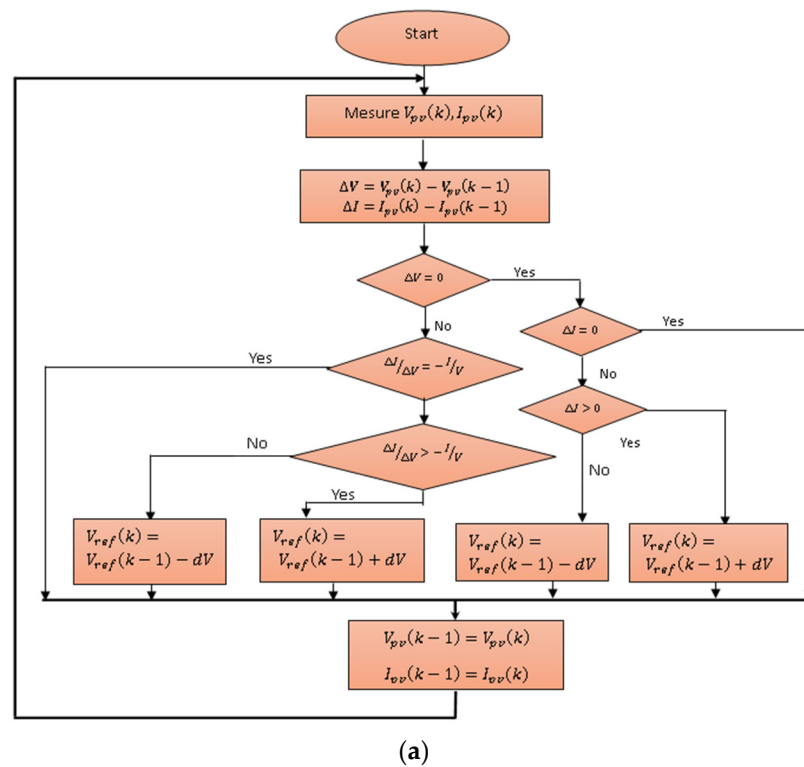 Start
Mesure V_pv(k), I_pv(k)
ΔV = V_pv(k) − V_pv(k − 1)
ΔI = I_pv(k) − I_pv(k − 1)
ΔV = 0
Yes
No
ΔI = 0
Yes
Yes
ΔI/ΔV = − I/V
No
ΔI > 0
No
ΔI/ΔV > − I/V
Yes
No
Yes
V_ref(k) =
V_ref(k − 1) − dV
V_ref(k) =
V_ref(k − 1) + dV
V_ref(k) =
V_ref(k − 1) − dV
V_ref(k) =
V_ref(k − 1) + dV
V_pv(k − 1) = V_pv(k)
I_pv(k − 1) = I_pv(k)
(a)